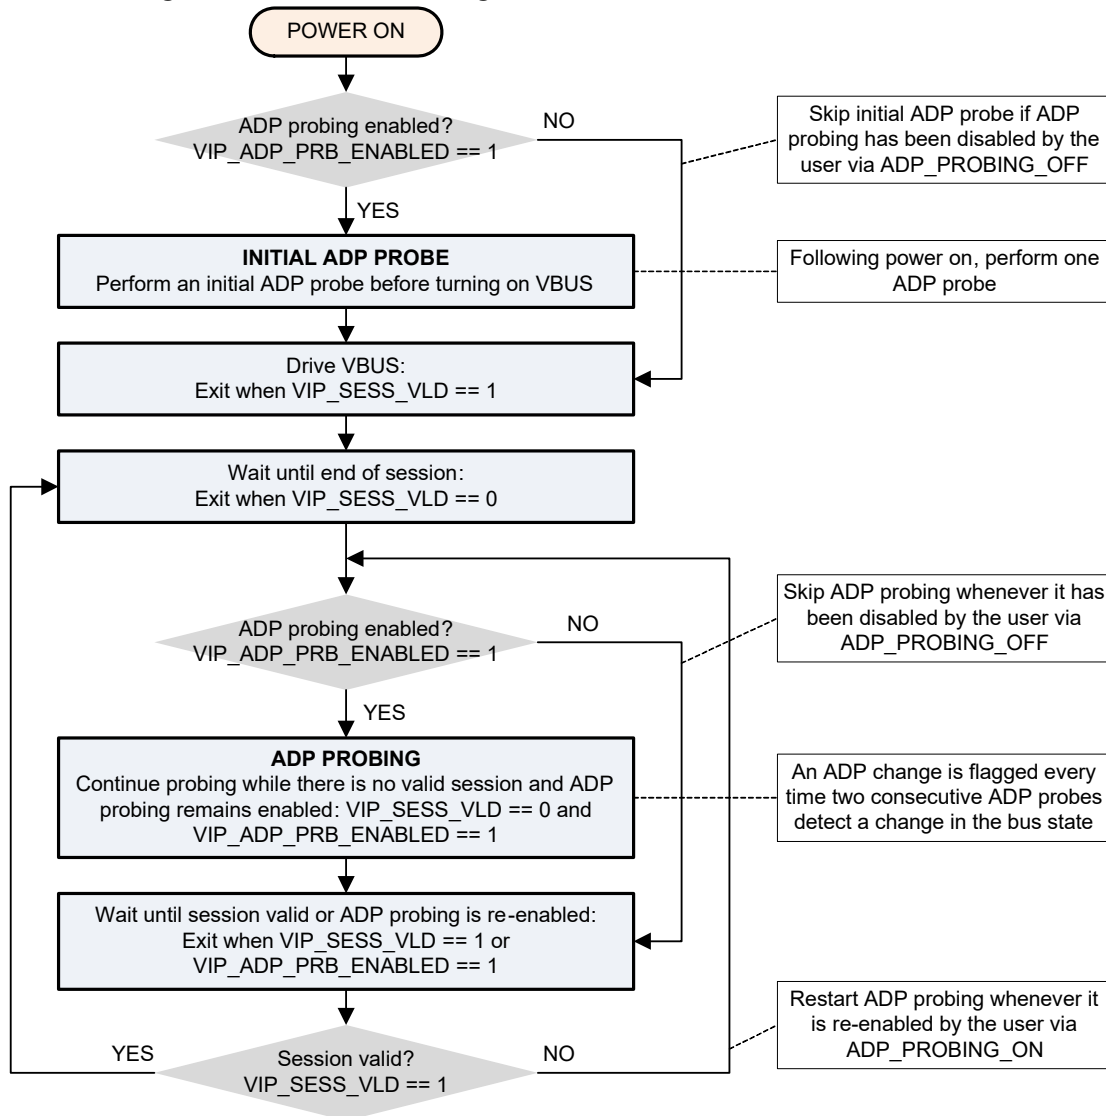 POWER ON
ADP probing enabled?
VIP_ADP_PRB_ENABLED == 1
NO
Skip initial ADP probe if ADP
probing has been disabled by the
user via ADP_PROBING_OFF
YES
INITIAL ADP PROBE
Perform an initial ADP probe before turning on VBUS
Following power on, perform one
ADP probe
Drive VBUS:
Exit when VIP_SESS_VLD == 1
Wait until end of session:
Exit when VIP_SESS_VLD == 0
ADP probing enabled?
VIP_ADP_PRB_ENABLED == 1
NO
Skip ADP probing whenever it has
been disabled by the user via
ADP_PROBING_OFF
YES
ADP PROBING
Continue probing while there is no valid session and ADP
probing remains enabled: VIP_SESS_VLD == 0 and
VIP_ADP_PRB_ENABLED == 1
An ADP change is flagged every
time two consecutive ADP probes
detect a change in the bus state
Wait until session valid or ADP probing is re-enabled:
Exit when VIP_SESS_VLD == 1 or
VIP_ADP_PRB_ENABLED == 1
YES
Session valid?
VIP_SESS_VLD == 1
NO
Restart ADP probing whenever it
is re-enabled by the user via
ADP_PROBING_ON